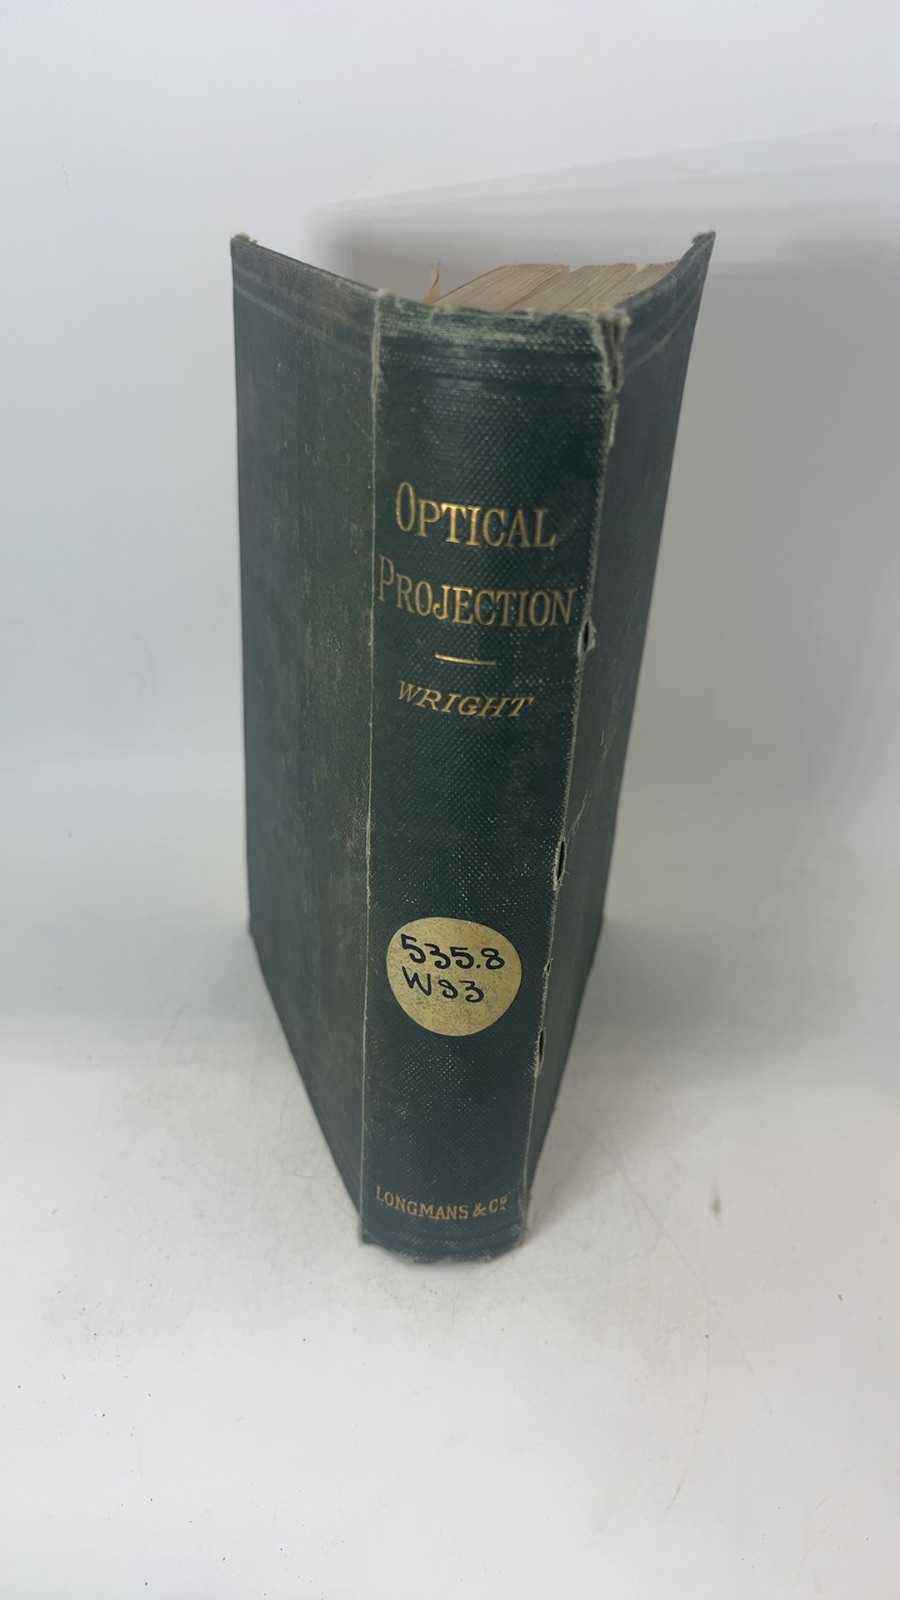 OPTICAL
PROJECTION
WRIGHT
535.8
W93
LONGMANS & Co